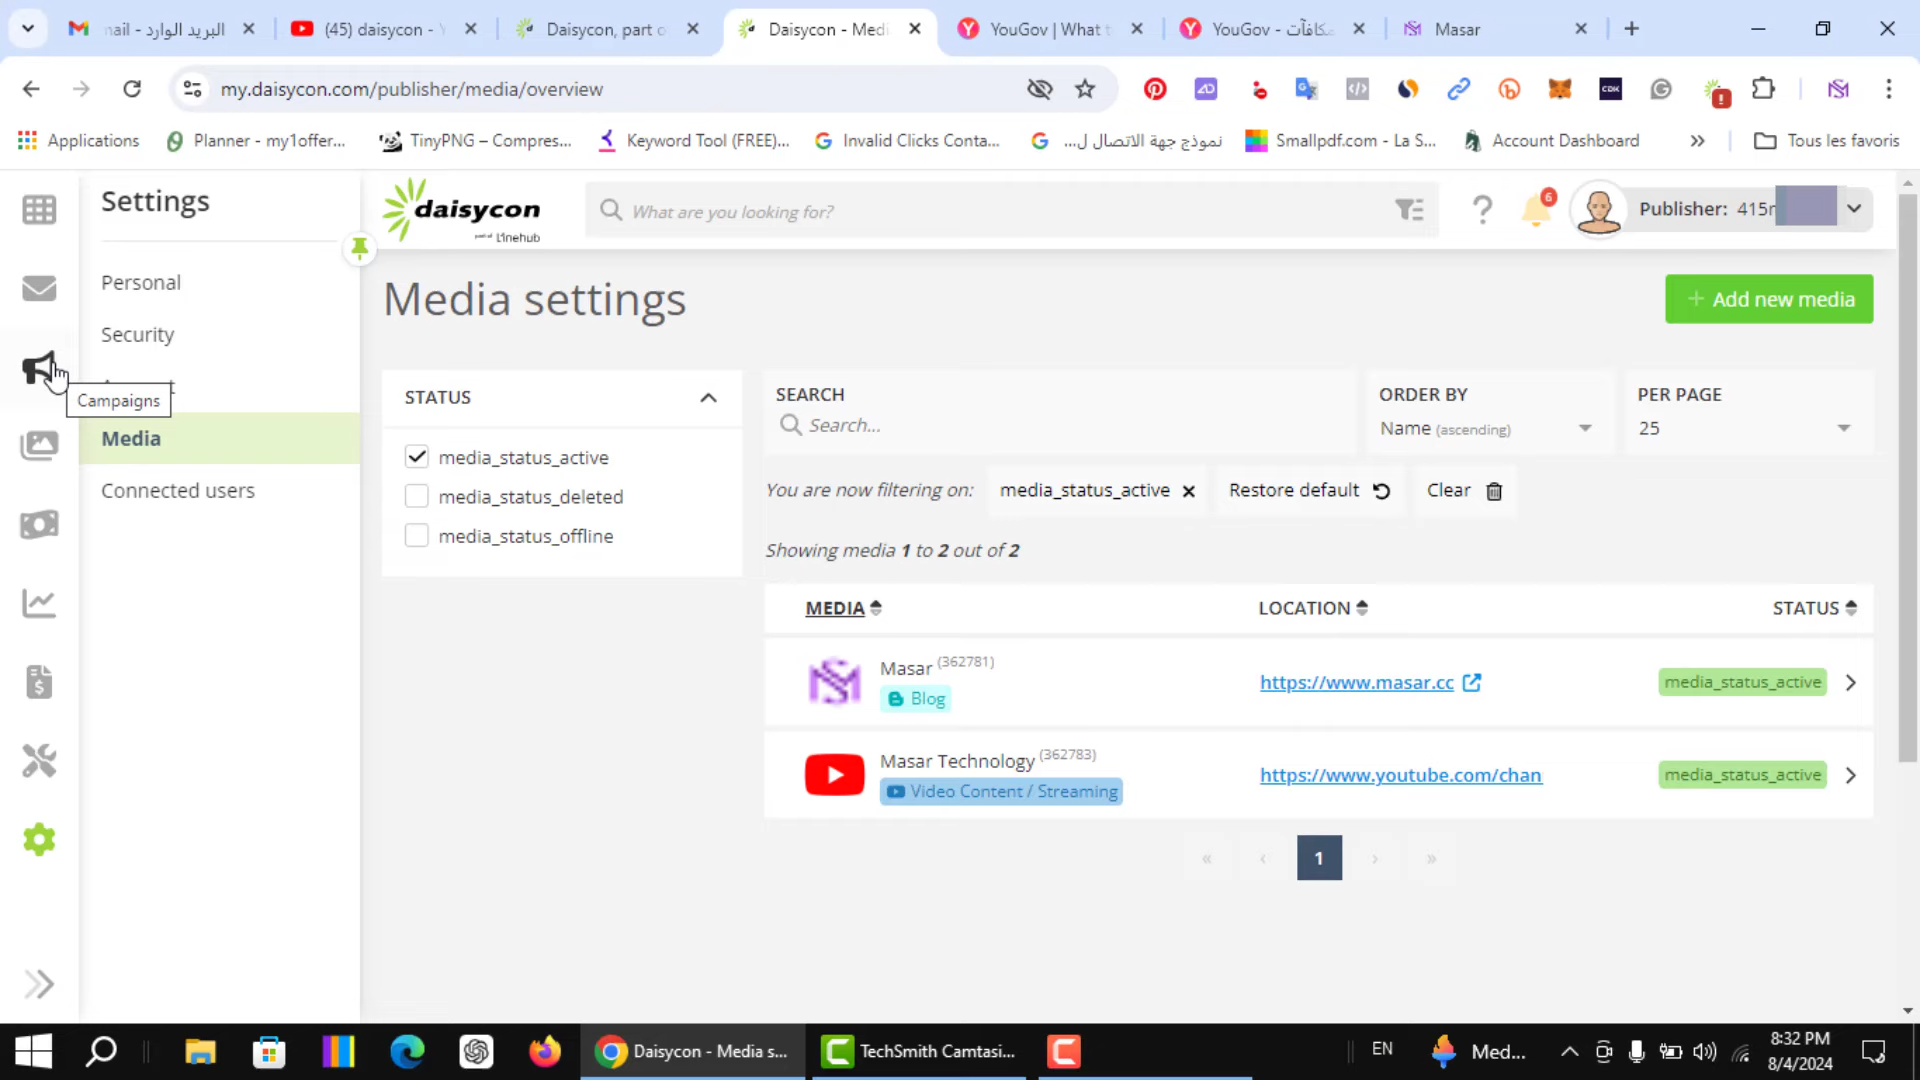 nail - البريد الوارد
(45) daisycon - Y
Daisycon, part o
Daisycon - Medi
YouGov | What t
YouGov - مكافآت
Masar
my.daisycon.com/publisher/media/overview
Applications
Planner - my1offer...
TinyPNG – Compres...
Keyword Tool (FREE)...
Invalid Clicks Conta...
نموذج جهة الاتصال ل...
Smallpdf.com - La S...
Account Dashboard
Tous les favoris
Settings
Personal
Security
Campaigns
Media
Connected users
daisycon
part of Linehub
What are you looking for?
6
Publisher: 415r
Media settings
+ Add new media
STATUS
media_status_active
media_status_deleted
media_status_offline
SEARCH
Search...
ORDER BY
Name (ascending)
PER PAGE
25
You are now filtering on:
media_status_active
Restore default
Clear
Showing media 1 to 2 out of 2
MEDIA
LOCATION
STATUS
Masar (362781)
Blog
https://www.masar.cc
media_status_active
Masar Technology (362783)
Video Content / Streaming
https://www.youtube.com/chan
media_status_active
« ‹ 1 › »
Daisycon - Media s...
TechSmith Camtasi...
EN
Med...
8:32 PM
8/4/2024